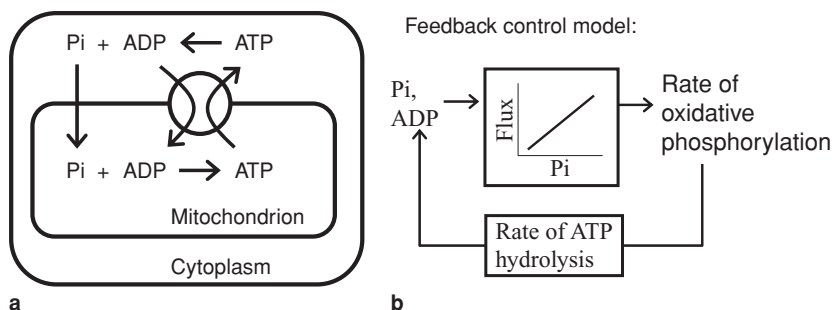 Pi + ADP ATP
Pi + ADP ATP
Mitochondrion
Cytoplasm
a
Feedback control model:
Pi,
ADP
Flux
Pi
Rate of
oxidative
phosphorylation
Rate of ATP
hydrolysis
b